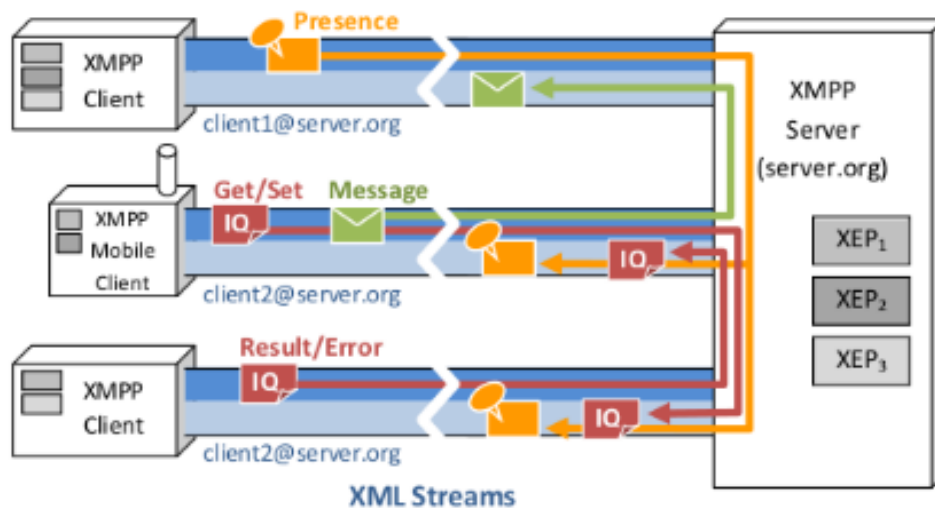 Presence
XMPP
Client
client1@server.org
XMPP
Server
(server.org)
Get/Set
Message
IQ
XMPP
Mobile
Client
IQ
client2@server.org
XEP1
XEP2
XEP3
Result/Error
IQ
XMPP
Client
IQ
client2@server.org
XML Streams